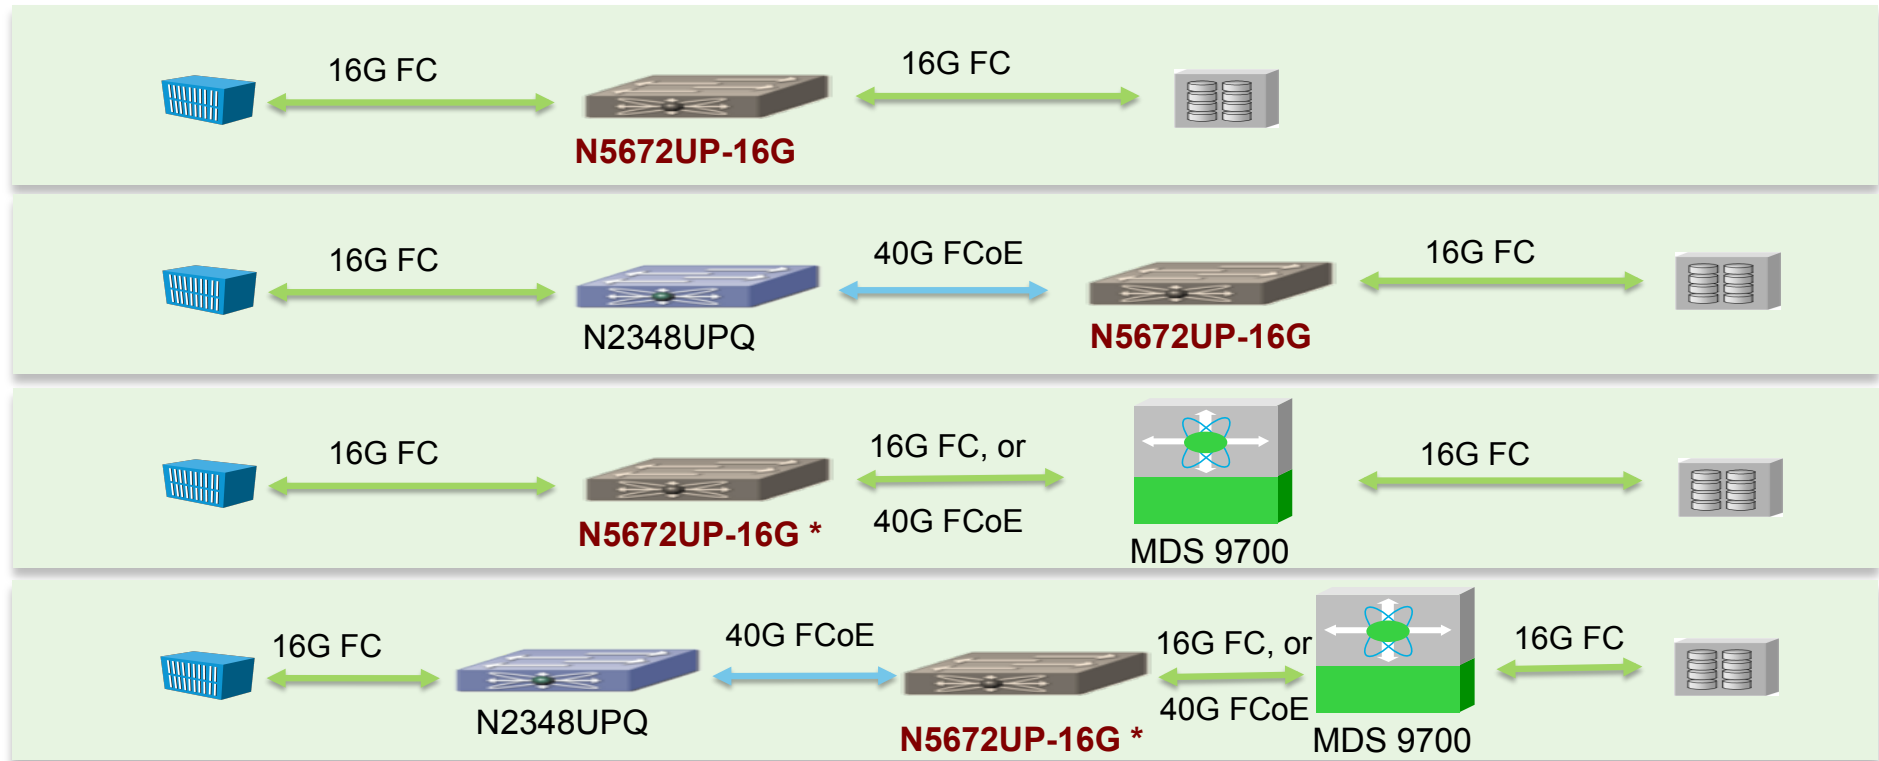 16G FC
16G FC
N5672UP-16G
16G FC
40G FCoE
16G FC
N2348UPQ
N5672UP-16G
16G FC
16G FC, or
40G FCoE
16G FC
N5672UP-16G *
MDS 9700
16G FC
40G FCoE
16G FC, or
40G FCoE
16G FC
N2348UPQ
N5672UP-16G *
MDS 9700